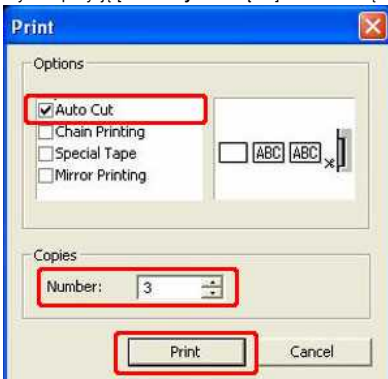 Print
Options
Auto Cut
Chain Printing
Special Tape
Mirror Printing
ABC ABC
Copies
Number: 3
Print Cancel